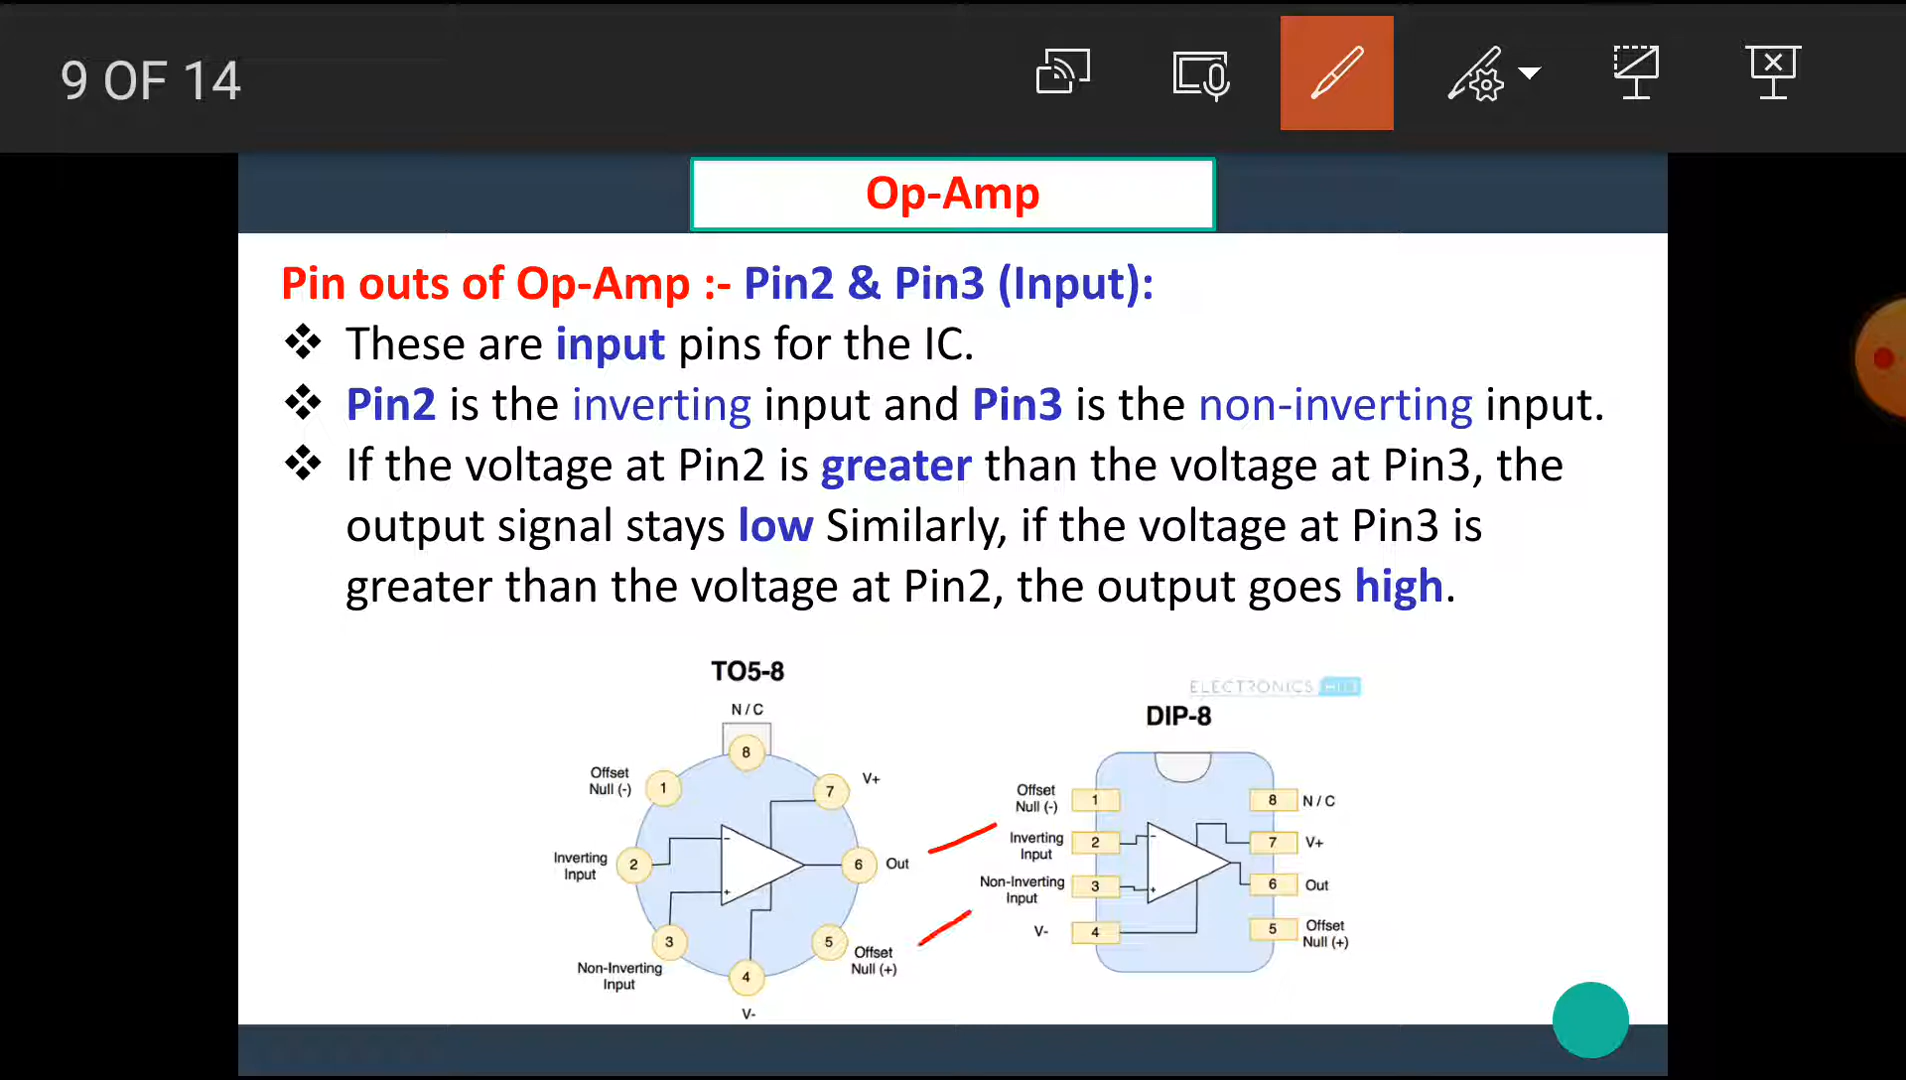 9 OF 14
Op-Amp
Pin outs of Op-Amp :- Pin2 & Pin3 (Input):
❖ These are input pins for the IC.
❖ Pin2 is the inverting input and Pin3 is the non-inverting input.
❖ If the voltage at Pin2 is greater than the voltage at Pin3, the
output signal stays low Similarly, if the voltage at Pin3 is
greater than the voltage at Pin2, the output goes high.
TO5-8
N/C
8
Offset
Null (-)
1
7
V+
Inverting
Input
2
-
+
6
Out
3
Non-Inverting
Input
4
V-
5
Offset
Null (+)
ELECTRONICS HUB
DIP-8
Offset
Null (-)
1
8
N/C
Inverting
Input
2
-
7
V+
Non-Inverting
Input
3
+
6
Out
V-
4
5
Offset
Null (+)